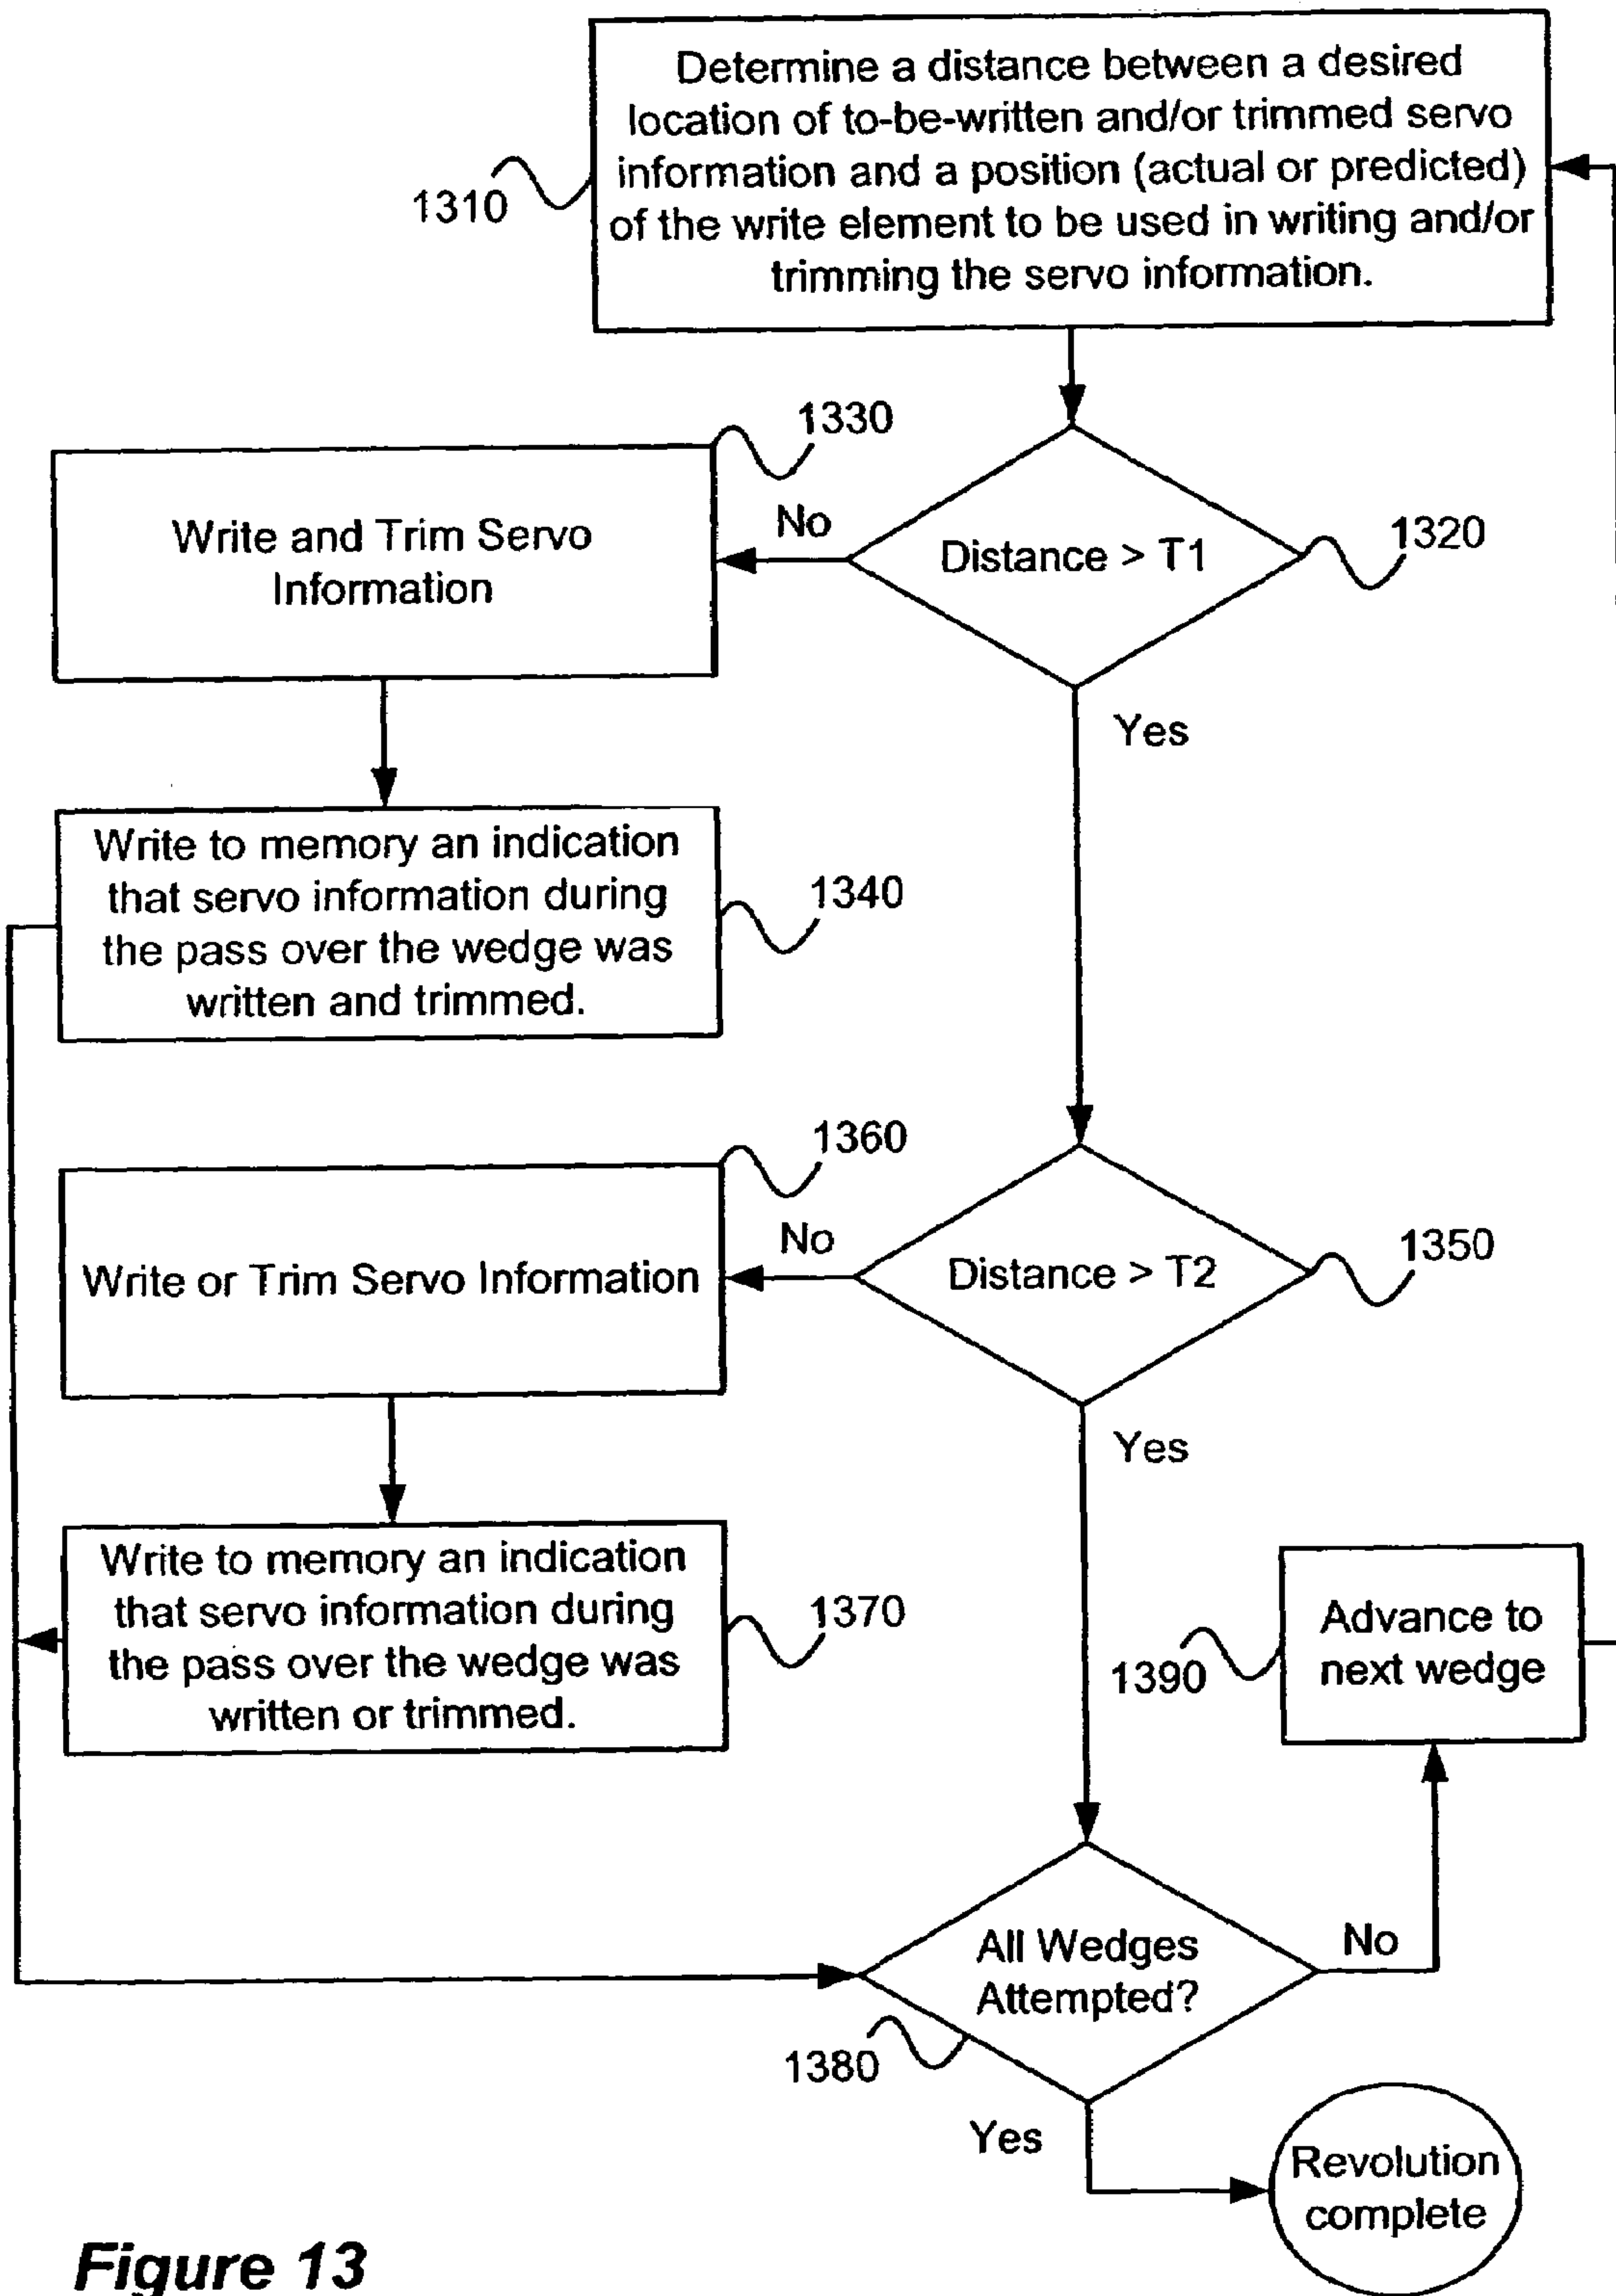 Determine a distance between a desired
location of to-be-written and/or trimmed servo
information and a position (actual or predicted)
of the write element to be used in writing and/or
trimming the servo information.
1310
1330
Write and Trim Servo
Information
No
Distance > T1
1320
Yes
Write to memory an indication
that servo information during
the pass over the wedge was
written and trimmed.
1340
1360
Write or Trim Servo Information
No
Distance > T2
1350
Yes
Write to memory an indication
that servo information during
the pass over the wedge was
written or trimmed.
1370
Advance to
next wedge
1390
All Wedges
Attempted?
No
1380
Yes
Revolution
complete
Figure 13